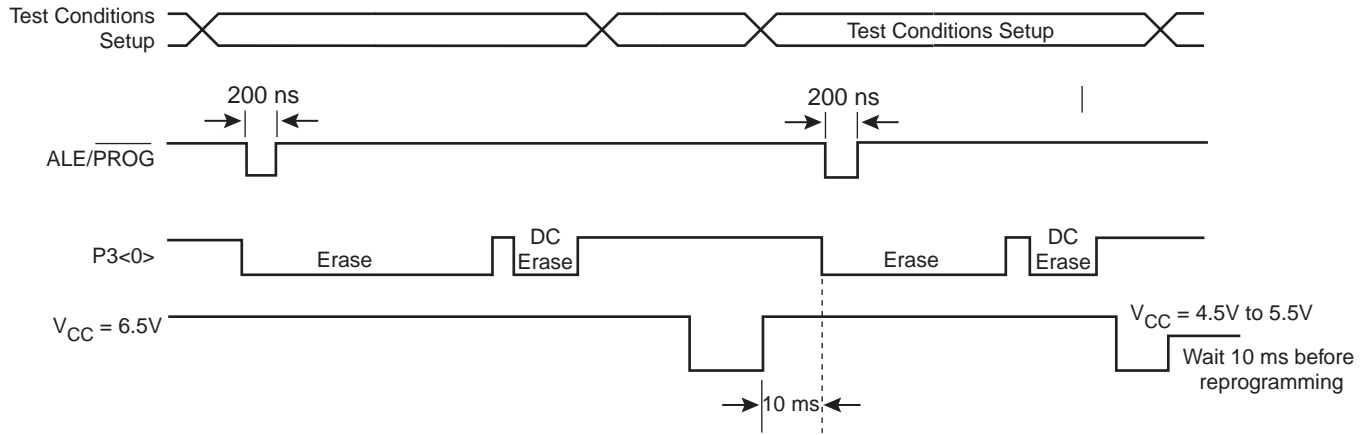 Test Conditions
Setup
Test Conditions Setup
200 ns
200 ns
ALE/PROG
P3<0>
Erase
DC
Erase
Erase
DC
Erase
VCC = 6.5V
VCC = 4.5V to 5.5V
Wait 10 ms before
reprogramming
10 ms